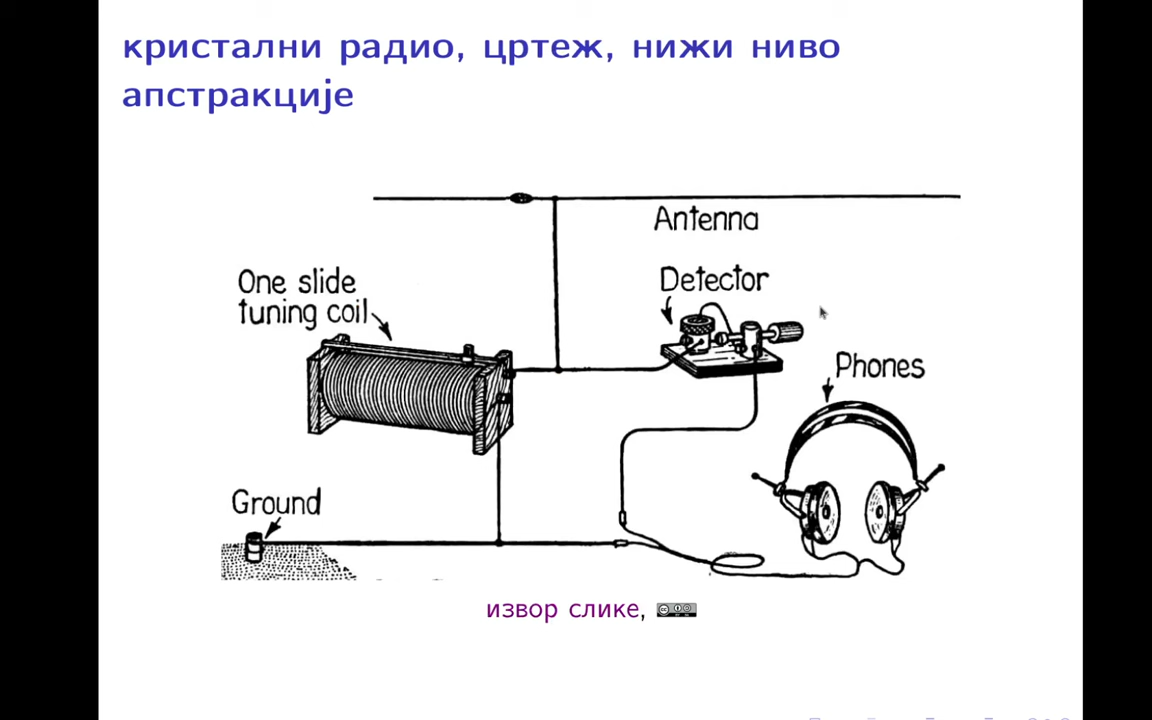 кристални радио, цртеж, нижи ниво
апстракције
Antenna
Detector
One slide
tuning coil
Phones
Ground
извор слике,